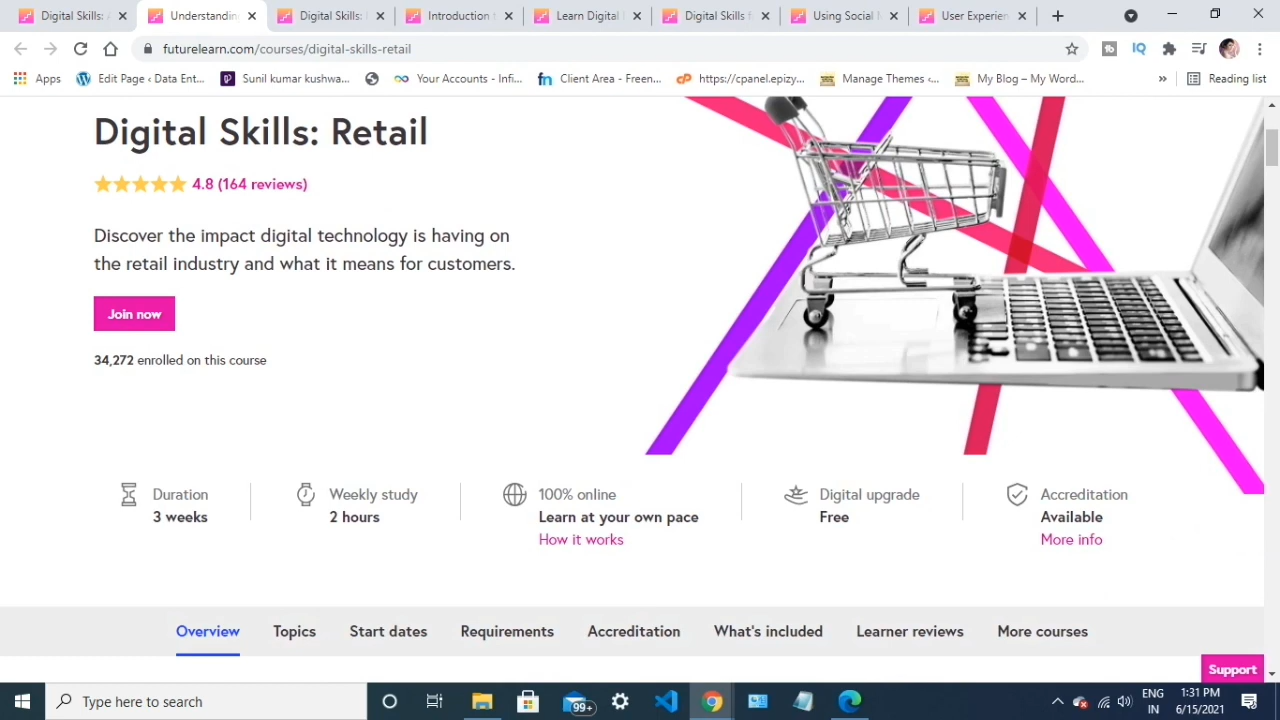 Digital Skills: A
Understanding
Digital Skills:
Introduction t
Learn Digital
Digital Skills f
Using Social
User Experien
futurelearn.com/courses/digital-skills-retail
IQ
Apps
Edit Page ‹ Data Ent...
Sunil kumar kushwa...
Your Accounts - Infi...
fn
Client Area - Freen...
cP
https://cpanel.epizy...
Manage Themes ‹...
My Blog – My Word...
»
Reading list
Digital Skills: Retail
4.8 (164 reviews)
Discover the impact digital technology is having on
the retail industry and what it means for customers.
Join now
34,272 enrolled on this course
Duration
3 weeks
Weekly study
2 hours
100% online
Learn at your own pace
How it works
Digital upgrade
Free
Accreditation
Available
More info
Overview
Topics
Start dates
Requirements
Accreditation
What's included
Learner reviews
More courses
Support
Type here to search
99+
ENG
IN
1:31 PM
6/15/2021